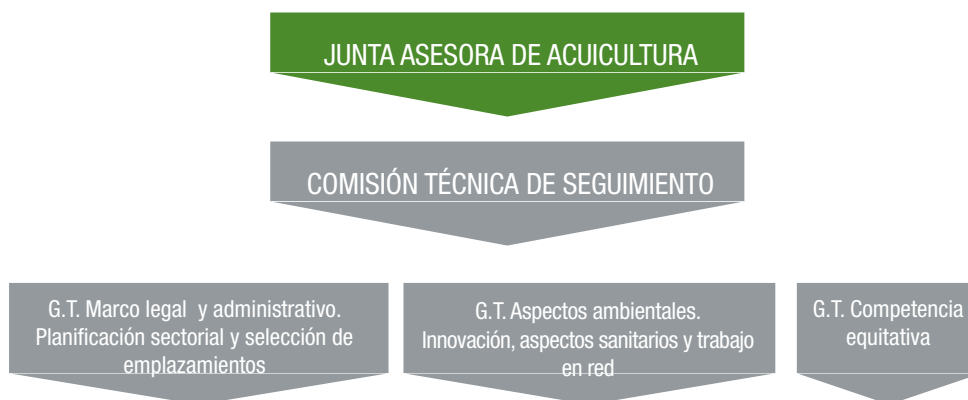 JUNTA ASESORA DE ACUICULTURA
COMISIÓN TÉCNICA DE SEGUIMIENTO
G.T. Marco legal y administrativo.
Planificación sectorial y selección de
emplazamientos
G.T. Aspectos ambientales.
Innovación, aspectos sanitarios y trabajo
en red
G.T. Competencia
equitativa